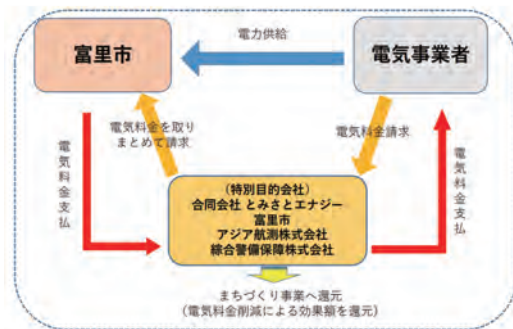 電力供給
富里市
電気事業者
電気料金を取り
まとめて請求
電気料金請求
電気料金支払
電気料金支払
(特別目的会社)
合同会社 とみさとエナジー
富里市
アジア航測株式会社
綜合警備保障株式会社
まちづくり事業へ還元
(電気料金削減による効果額を還元)